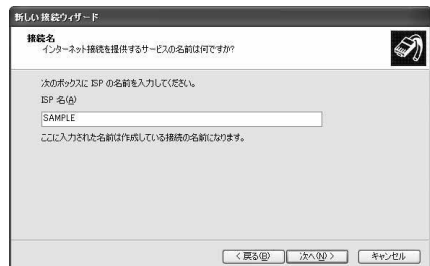 新しい接続ウィザード
接続名
インターネット接続を提供するサービスの名前は何ですか?
次のボックスに ISP の名前を入力してください。
ISP 名(A)
SAMPLE
ここに入力された名前は作成している接続の名前になります。
< 戻る(B)
次へ(N) >
キャンセル